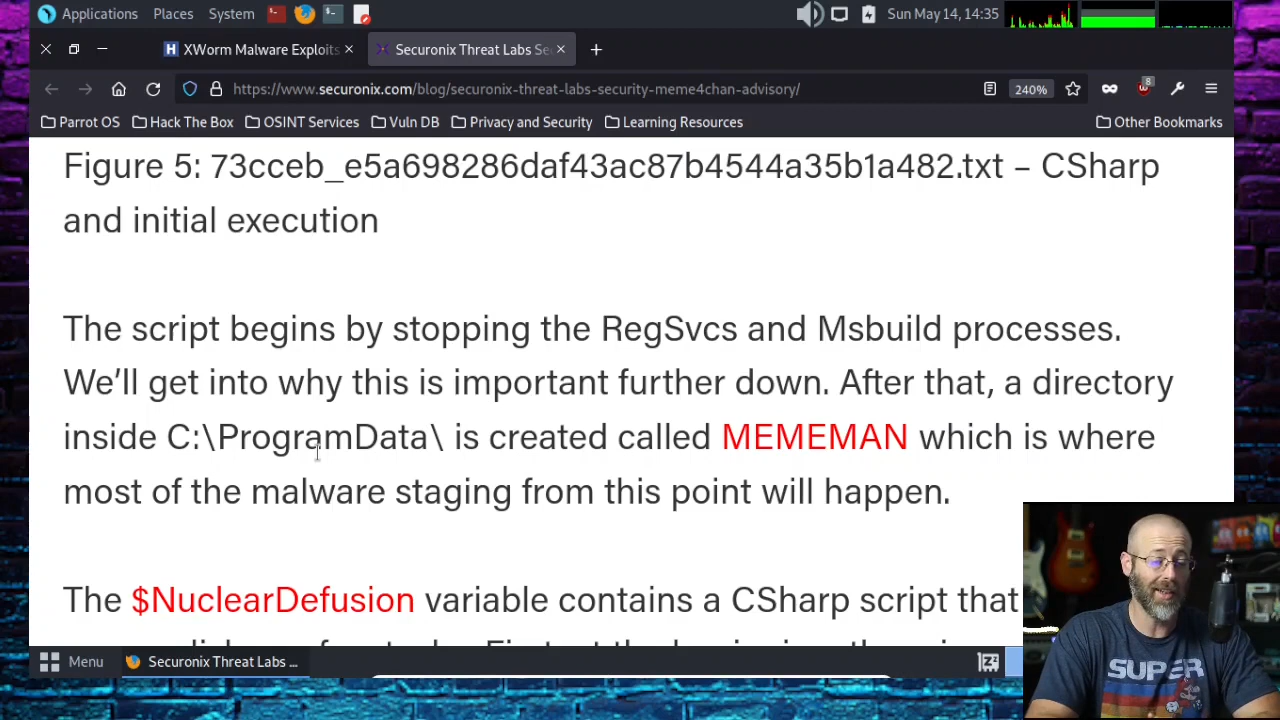 Applications Places System Sun May 14, 14:35
XWorm Malware Exploits Securonix Threat Labs Se
https://www.securonix.com/blog/securonix-threat-labs-security-meme4chan-advisory/ 240% 8
Parrot OS Hack The Box OSINT Services Vuln DB Privacy and Security Learning Resources Other Bookmarks
Figure 5: 73cceb_e5a698286daf43ac87b4544a35b1a482.txt – CSharp
and initial execution
The script begins by stopping the RegSvcs and Msbuild processes.
We’ll get into why this is important further down. After that, a directory
inside C:\ProgramData\ is created called MEMEMAN which is where
most of the malware staging from this point will happen.
The $NuclearDefusion variable contains a CSharp script that
Menu Securonix Threat Labs ...
SUPER